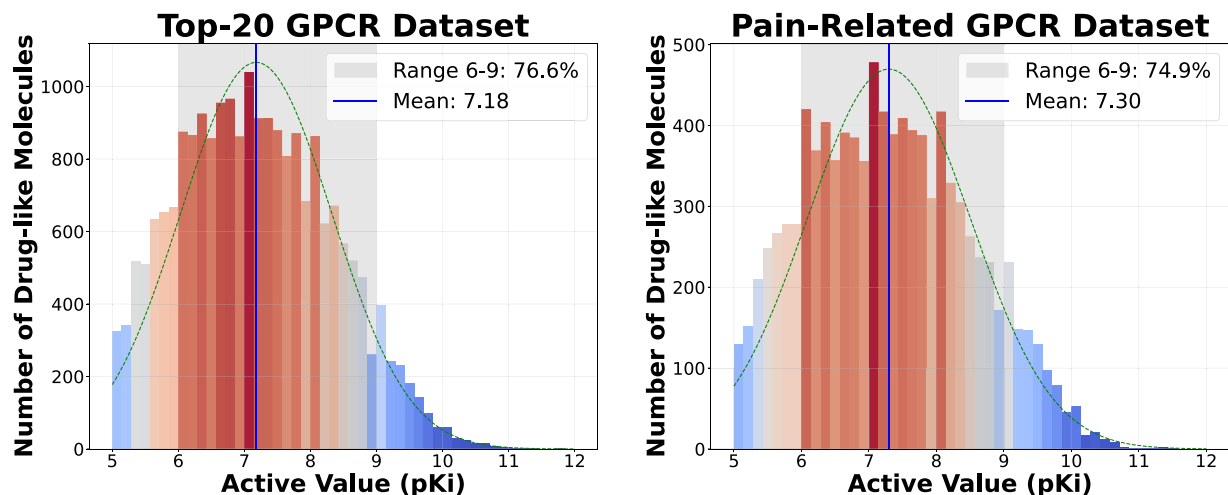 Top-20 GPCR Dataset
Number of Drug-like Molecules
1000
800
600
400
200
0
Range 6-9: 76.6%
Mean: 7.18
5 6 7 8 9 10 11 12
Active Value (pKi)
Pain-Related GPCR Dataset
Number of Drug-like Molecules
500
400
300
200
100
0
Range 6-9: 74.9%
Mean: 7.30
5 6 7 8 9 10 11 12
Active Value (pKi)